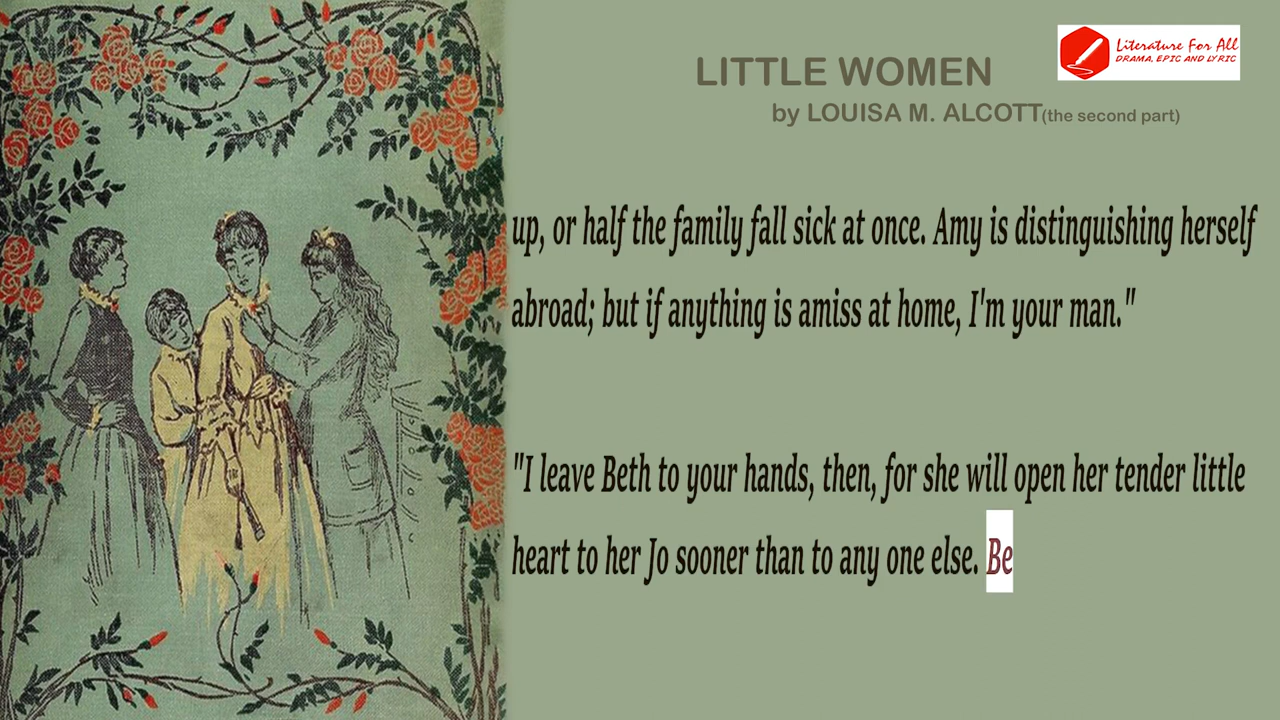 LITTLE WOMEN
by LOUISA M. ALCOTT(the second part)
Literature For All
DRAMA, EPIC AND LYRIC
up, or half the family fall sick at once. Amy is distinguishing herself
abroad; but if anything is amiss at home, I'm your man."
"I leave Beth to your hands, then, for she will open her tender little
heart to her Jo sooner than to any one else. Be